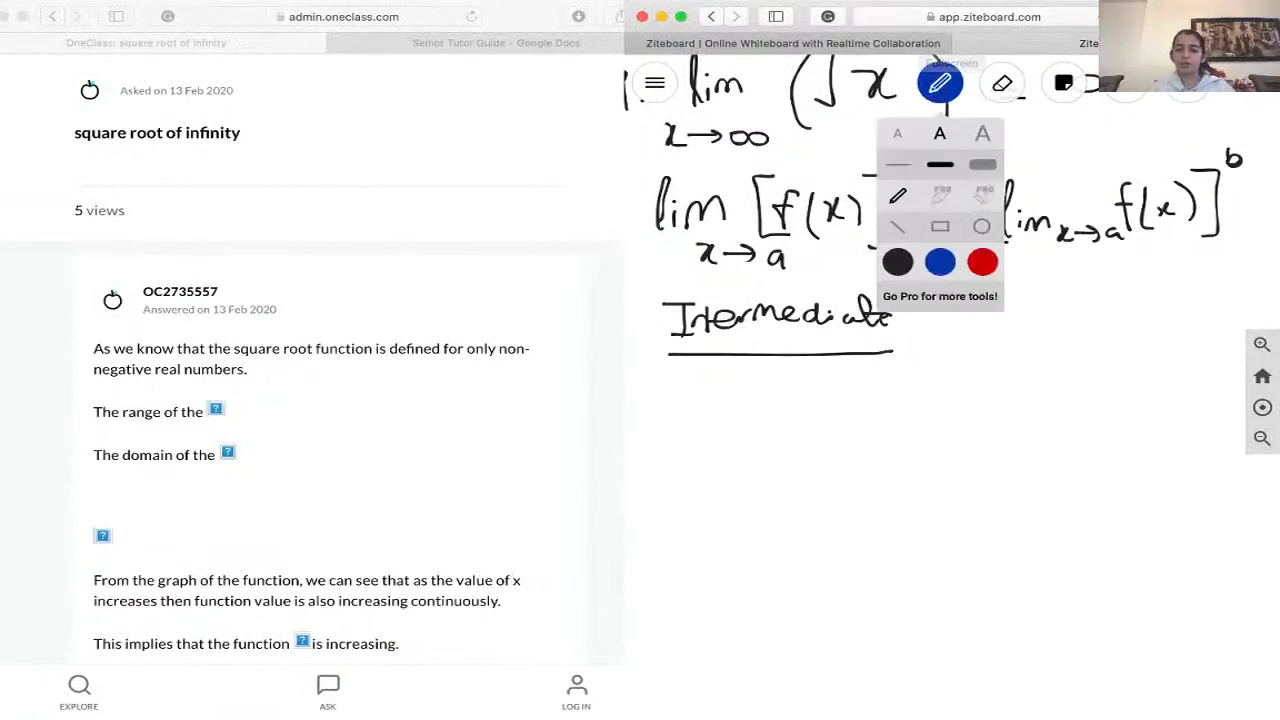 admin.oneclass.com
OneClass: square root of infinity
Senior Tutor Guide - Google Docs
Asked on 13 Feb 2020
square root of infinity
5 views
OC2735557
Answered on 13 Feb 2020
As we know that the square root function is defined for only non-
negative real numbers.
The range of the
The domain of the
From the graph of the function, we can see that as the value of x
increases then function value is also increasing continuously.
This implies that the function is increasing.
EXPLORE
ASK
LOG IN
app.ziteboard.com
Ziteboard | Online Whiteboard with Realtime Collaboration
Zite
Fullscreen
1. lim (√x
x→∞
lim [f(x) lim x→a f(x)]^b
x→a
Intermediate
A A A
PRO PRO
Go Pro for more tools!